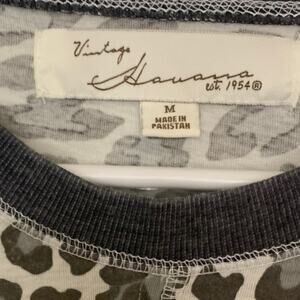 Vintage
Havana
est. 1954®
M
MADE IN
PAKISTAN